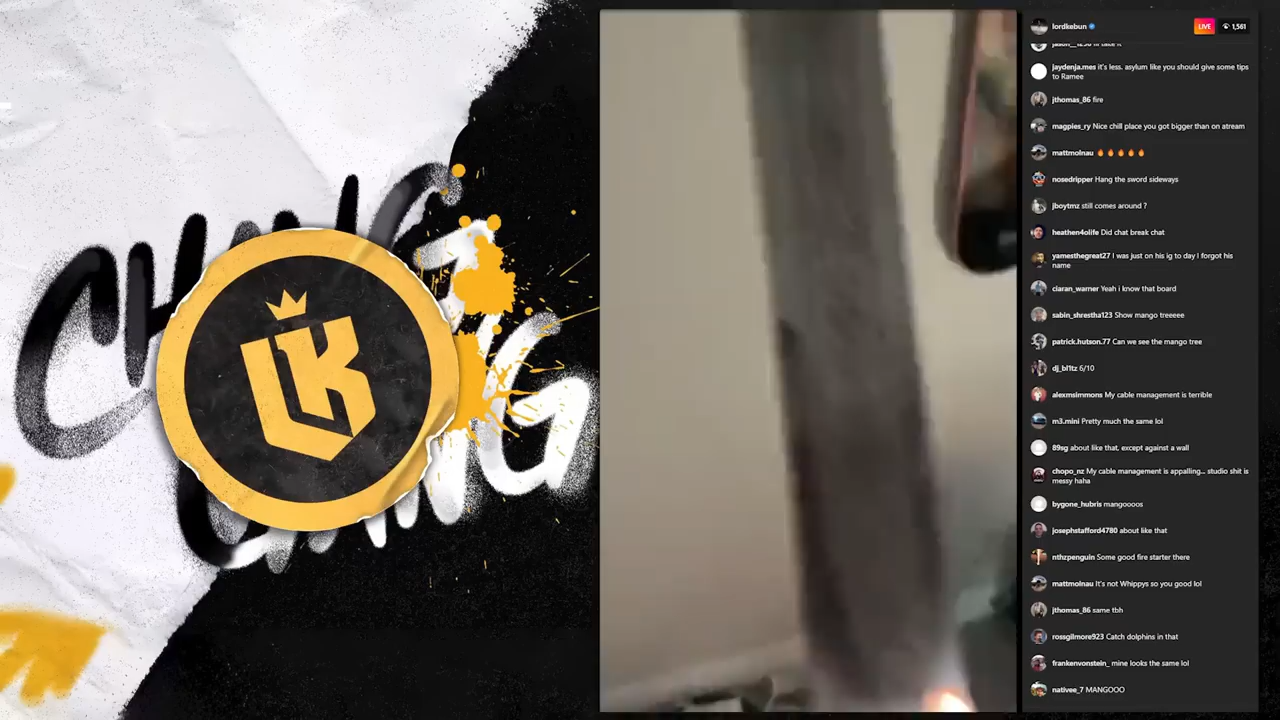 CHANG
GANG
LK
lordkebun
LIVE
1,561
jaydenja.mes it's less. asylum like you should give some tips
to Ramee
jthomas_86 fire
magpies_ry Nice chill place you got bigger than on atream
mattmolnau 🔥🔥🔥🔥🔥
nosedripper Hang the sword sideways
jboytmz still comes around ?
heathen4olife Did chat break chat
yamesthegreat27 I was just on his ig to day I forgot his
name
ciaran_warner Yeah i know that board
sabin_shrestha123 Show mango treeeee
patrick.hutson.77 Can we see the mango tree
dj_bl1tz 6/10
alexmsimmons My cable management is terrible
m3.mini Pretty much the same lol
89sg about like that, except against a wall
chopo_nz My cable management is appalling... studio shit is
messy haha
bygone_hubris mangoooos
josephstafford4780 about like that
nthzpenguin Some good fire starter there
mattmolnau It's not Whippys so you good lol
jthomas_86 same tbh
rossgilmore923 Catch dolphins in that
frankenvonstein_ mine looks the same lol
nativee_7 MANGOOO